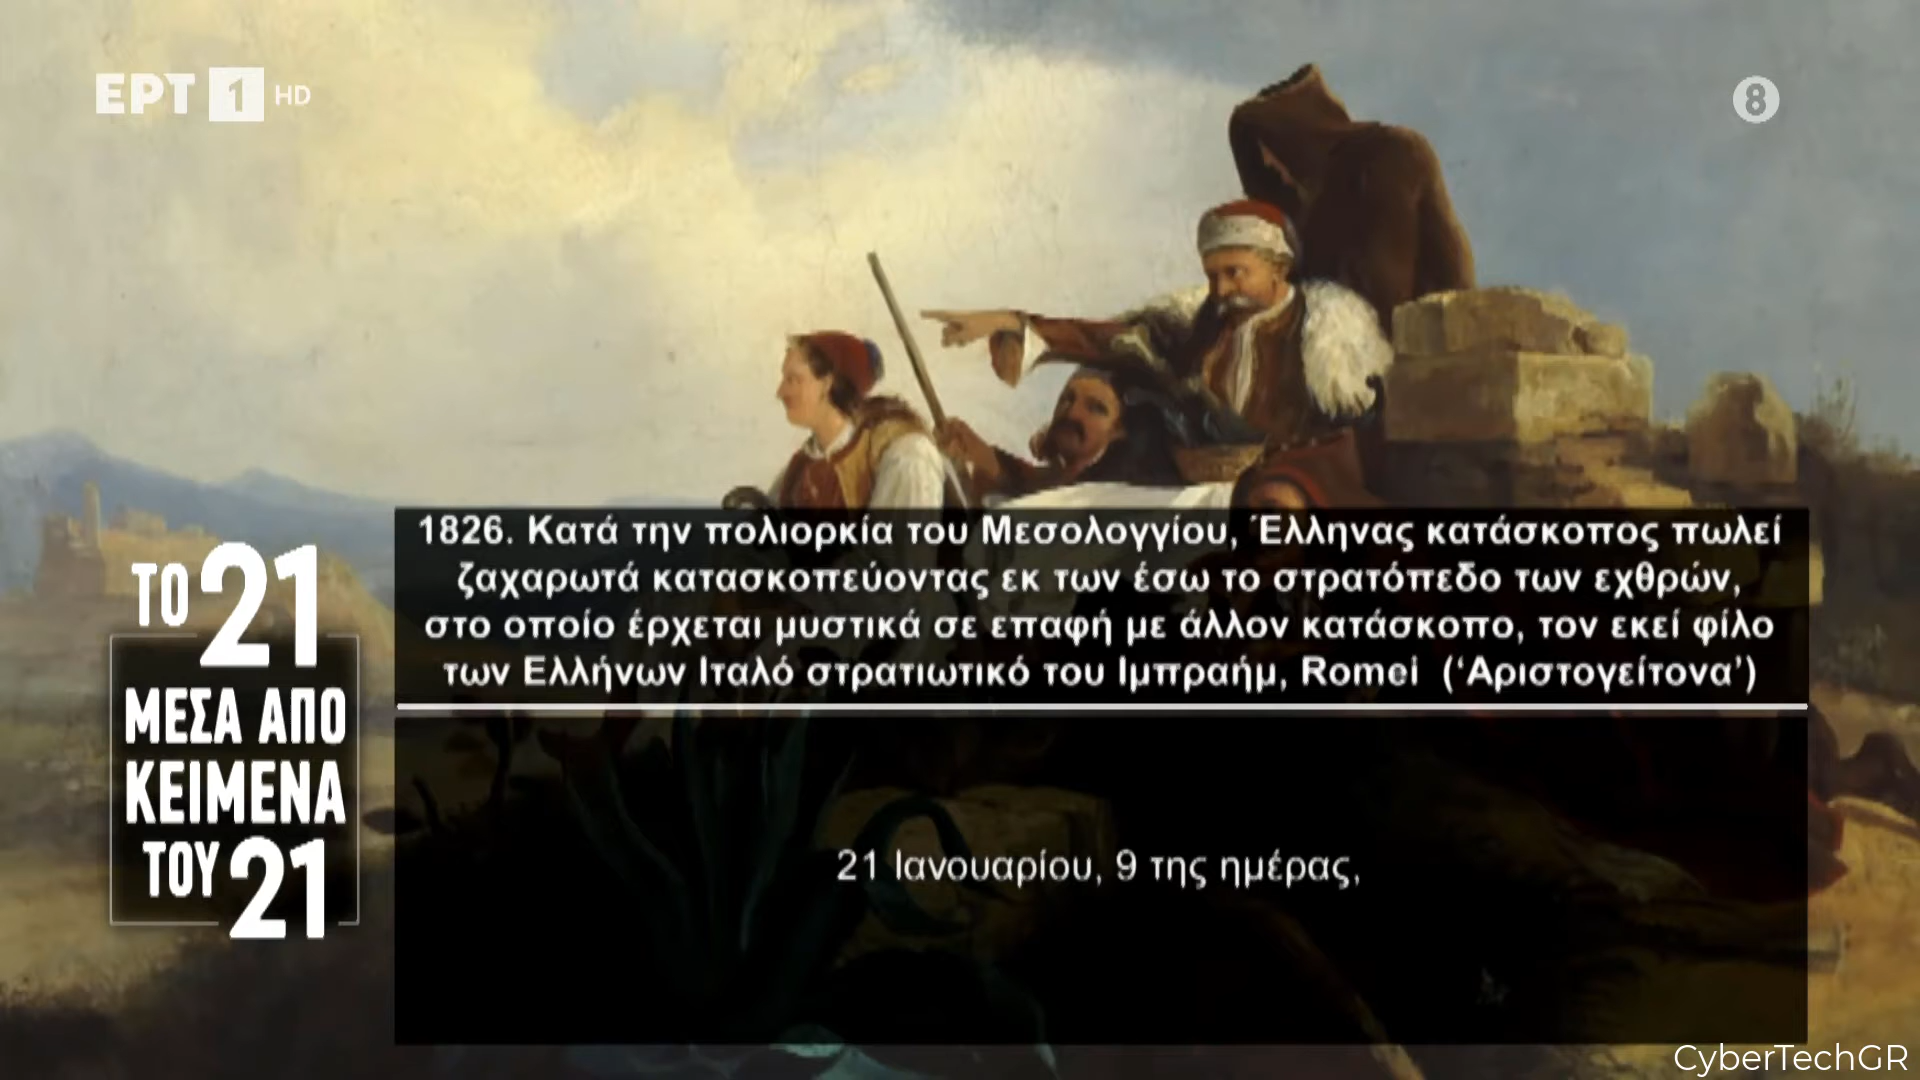 ΕΡΤ 1 HD
8
1826. Κατά την πολιορκία του Μεσολογγίου, Έλληνας κατάσκοπος πωλεί
ζαχαρωτά κατασκοπεύοντας εκ των έσω το στρατόπεδο των εχθρών,
στο οποίο έρχεται μυστικά σε επαφή με άλλον κατάσκοπο, τον εκεί φίλο
των Ελλήνων Ιταλό στρατιωτικό του Ιμπραήμ, Romei (‘Αριστογείτονα’)
ΤΟ 21
ΜΕΣΑ ΑΠΟ
ΚΕΙΜΕΝΑ
ΤΟΥ 21
21 Ιανουαρίου, 9 της ημέρας,
CyberTechGR